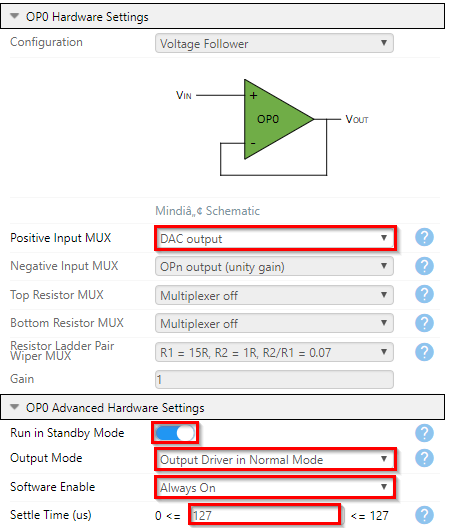 OP0 Hardware Settings
Configuration Voltage Follower
VIN + OP0 VOUT
-
Mindiâ„¢ Schematic
Positive Input MUX DAC output ?
Negative Input MUX OPn output (unity gain) ?
Top Resistor MUX Multiplexer off ?
Bottom Resistor MUX Multiplexer off ?
Resistor Ladder Pair
Wiper MUX R1 = 15R, R2 = 1R, R2/R1 = 0.07 ?
Gain 1
OP0 Advanced Hardware Settings
Run in Standby Mode ?
Output Mode Output Driver in Normal Mode ?
Software Enable Always On ?
Settle Time (us) 0 <= 127 <= 127 ?